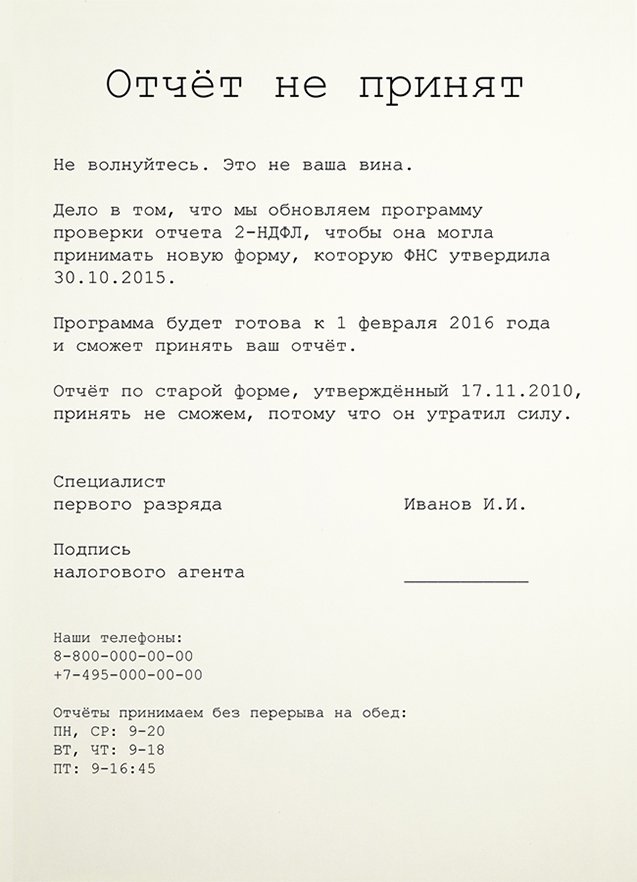 Отчёт не принят
Не волнуйтесь. Это не ваша вина.
Дело в том, что мы обновляем программу
проверки отчета 2-НДФЛ, чтобы она могла
принимать новую форму, которую ФНС утвердила
30.10.2015.
Программа будет готова к 1 февраля 2016 года
и сможет принять ваш отчёт.
Отчёт по старой форме, утверждённый 17.11.2010,
принять не сможем, потому что он утратил силу.
Специалист
первого разряда Иванов И.И.
Подпись
налогового агента ___________
Наши телефоны:
8-800-000-00-00
+7-495-000-00-00
Отчёты принимаем без перерыва на обед:
ПН, СР: 9-20
ВТ, ЧТ: 9-18
ПТ: 9-16:45